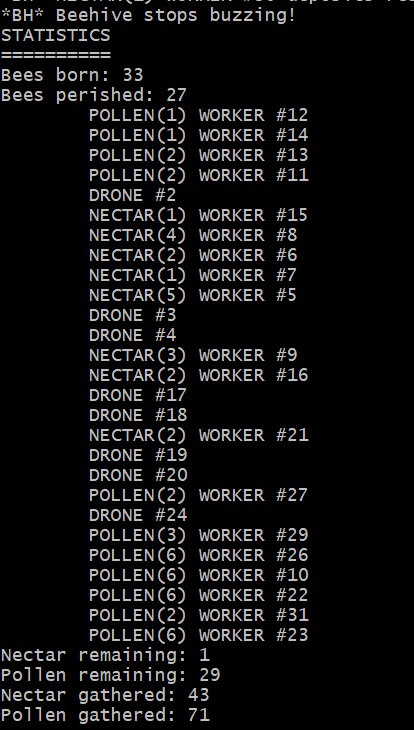 *BH* Beehive stops buzzing!
STATISTICS
==========
Bees born: 33
Bees perished: 27
POLLEN(1) WORKER #12
POLLEN(1) WORKER #14
POLLEN(2) WORKER #13
POLLEN(2) WORKER #11
DRONE #2
NECTAR(1) WORKER #15
NECTAR(4) WORKER #8
NECTAR(2) WORKER #6
NECTAR(1) WORKER #7
NECTAR(5) WORKER #5
DRONE #3
DRONE #4
NECTAR(3) WORKER #9
NECTAR(2) WORKER #16
DRONE #17
DRONE #18
NECTAR(2) WORKER #21
DRONE #19
DRONE #20
POLLEN(2) WORKER #27
DRONE #24
POLLEN(3) WORKER #29
POLLEN(6) WORKER #26
POLLEN(6) WORKER #10
POLLEN(6) WORKER #22
POLLEN(2) WORKER #31
POLLEN(6) WORKER #23
Nectar remaining: 1
Pollen remaining: 29
Nectar gathered: 43
Pollen gathered: 71